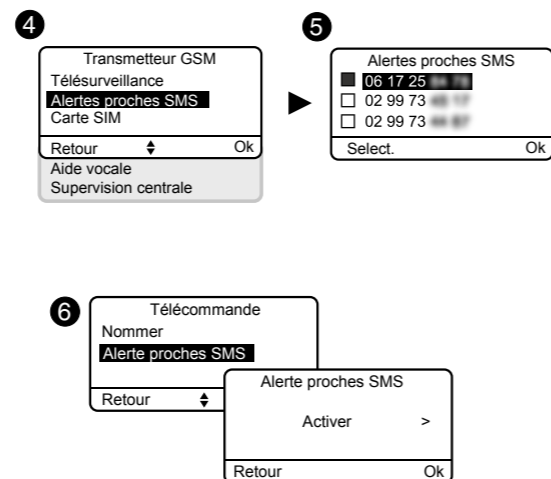 4
Transmetteur GSM
Télésurveillance
Alertes proches SMS
Carte SIM
Retour Ok
Aide vocale
Supervision centrale
5
Alertes proches SMS
06 17 25
02 99 73
02 99 73
Select. Ok
6
Télécommande
Nommer
Alerte proches SMS
Retour
Alerte proches SMS
Activer >
Retour Ok